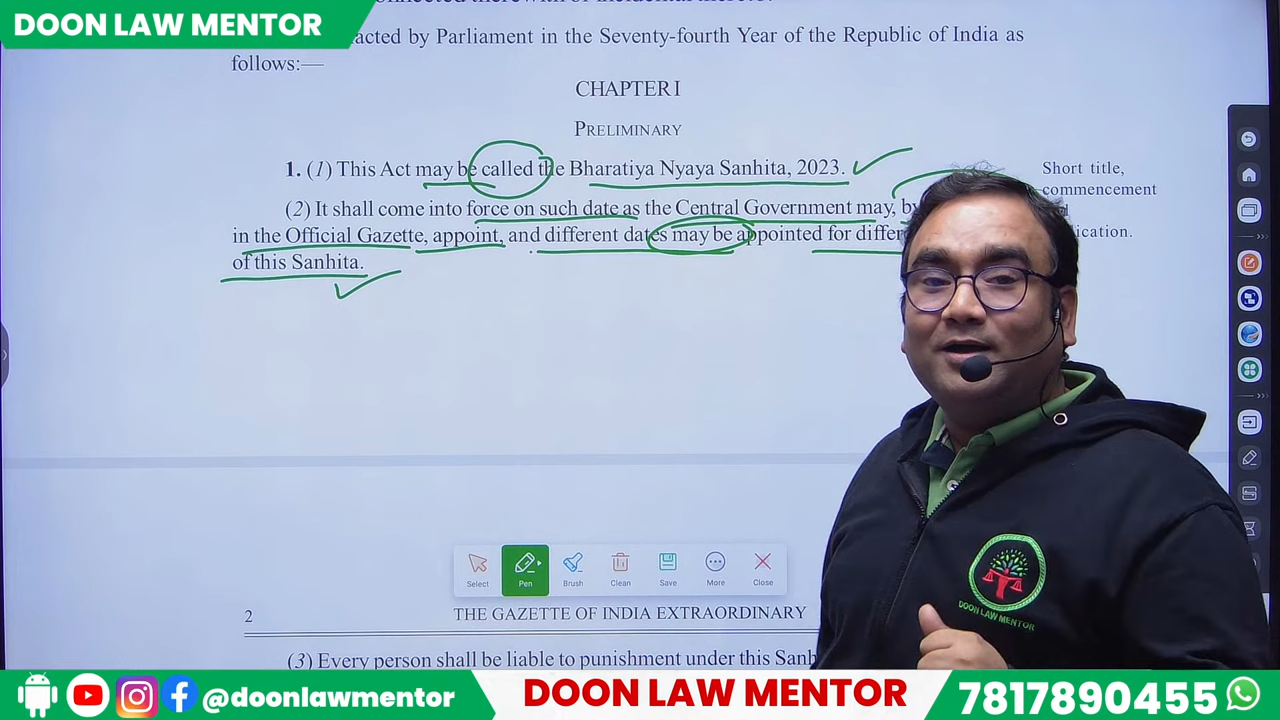 DOON LAW MENTOR
acted by Parliament in the Seventy-fourth Year of the Republic of India as
follows:—
CHAPTER I
PRELIMINARY
1. (1) This Act may be called the Bharatiya Nyaya Sanhita, 2023.
Short title,
commencement
(2) It shall come into force on such date as the Central Government may, by
in the Official Gazette, appoint, and different dates may be appointed for differ
ication.
of this Sanhita.
Select
Pen
Brush
Clean
Save
More
Close
2
THE GAZETTE OF INDIA EXTRAORDINARY
(3) Every person shall be liable to punishment under this Sanh
DOON LAW MENTOR
@doonlawmentor
DOON LAW MENTOR
7817890455